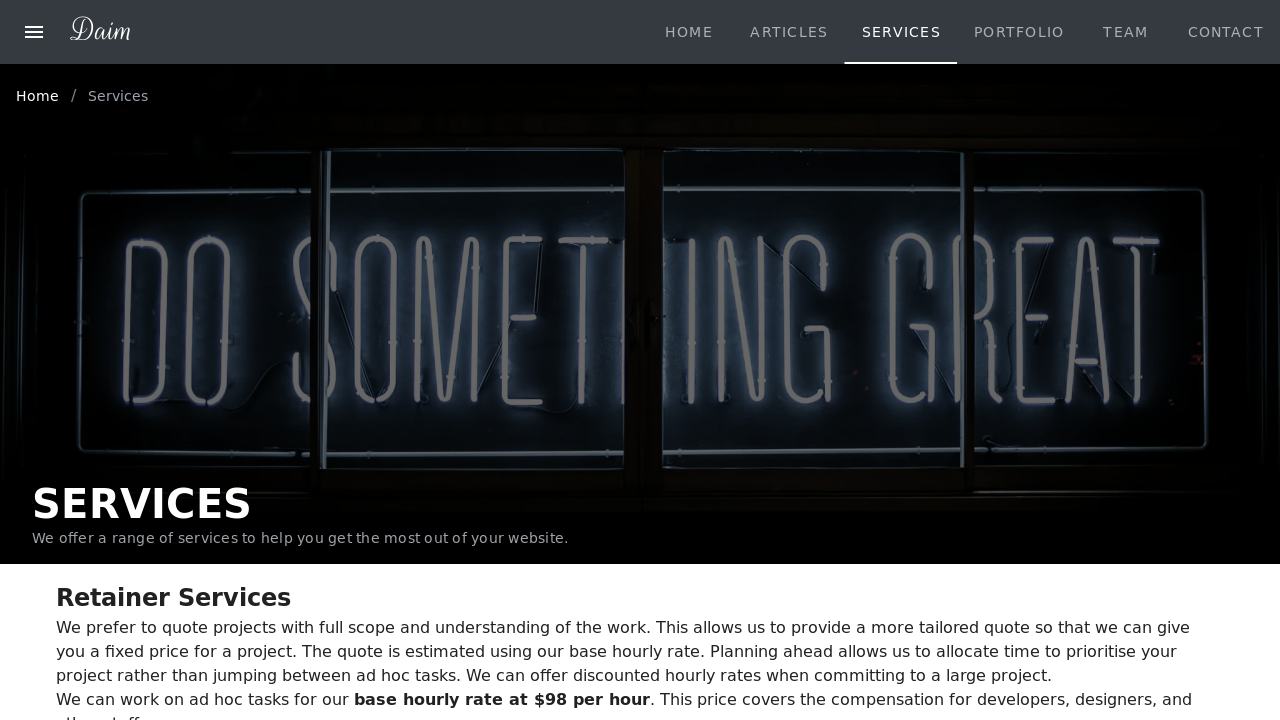 Daim
HOME ARTICLES SERVICES PORTFOLIO TEAM CONTACT
Home / Services
DO SOMETHING GREAT
SERVICES
We offer a range of services to help you get the most out of your website.
Retainer Services
We prefer to quote projects with full scope and understanding of the work. This allows us to provide a more tailored quote so that we can give
you a fixed price for a project. The quote is estimated using our base hourly rate. Planning ahead allows us to allocate time to prioritise your
project rather than jumping between ad hoc tasks. We can offer discounted hourly rates when committing to a large project.
We can work on ad hoc tasks for our base hourly rate at $98 per hour. This price covers the compensation for developers, designers, and